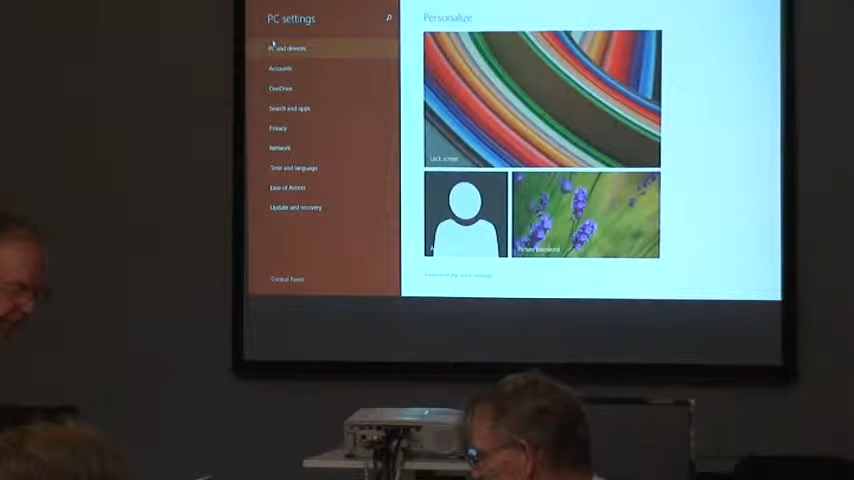 PC settings
Personalize
PC and devices
Accounts
OneDrive
Search and apps
Privacy
Network
Time and language
Ease of Access
Update and recovery
Control Panel
Lock screen
Picture password